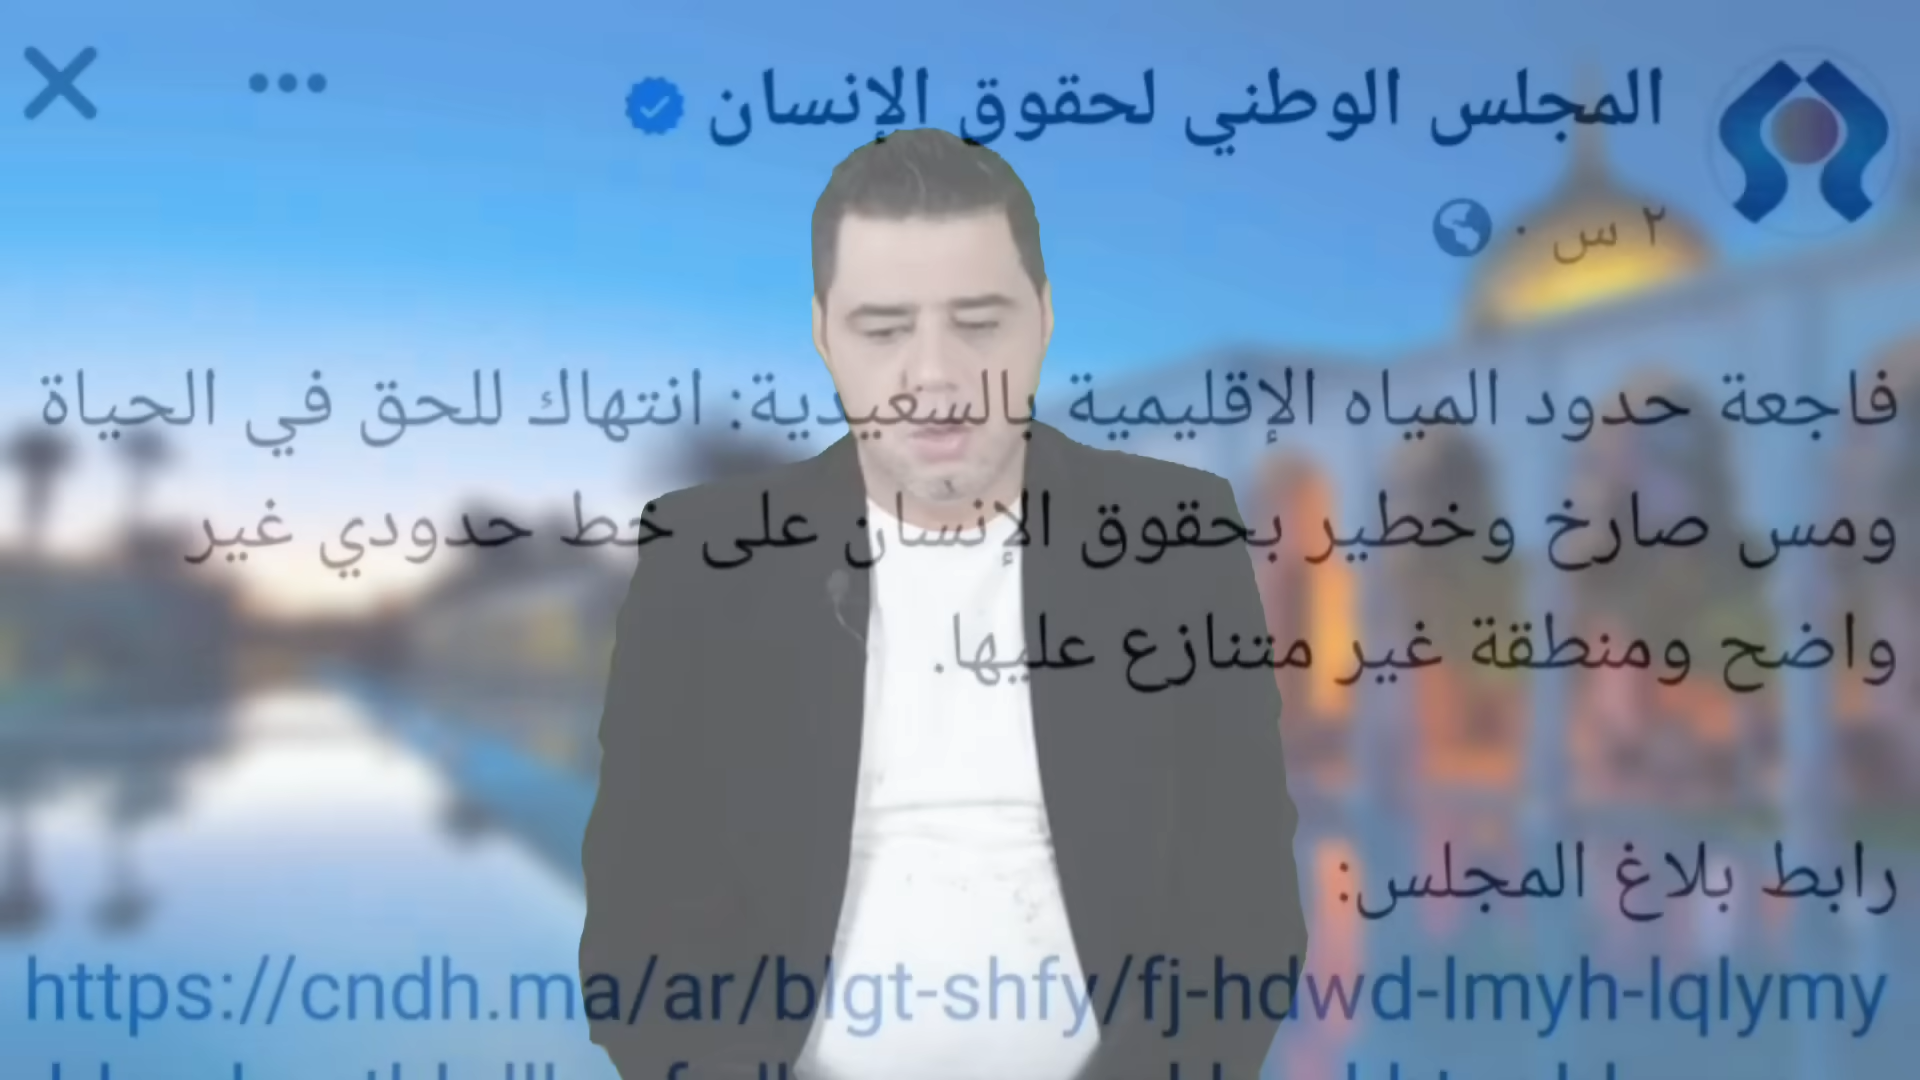 المجلس الوطني لحقوق الإنسان
٢ س ·
فاجعة حدود المياه الإقليمية بالسعيدية: انتهاك للحق في الحياة
ومس صارخ وخطير بحقوق الإنسان على خط حدودي غير
واضح ومنطقة غير متنازع عليها.
رابط بلاغ المجلس:
https://cndh.ma/ar/blgt-shfy/fj-hdwd-lmyh-lqlymy